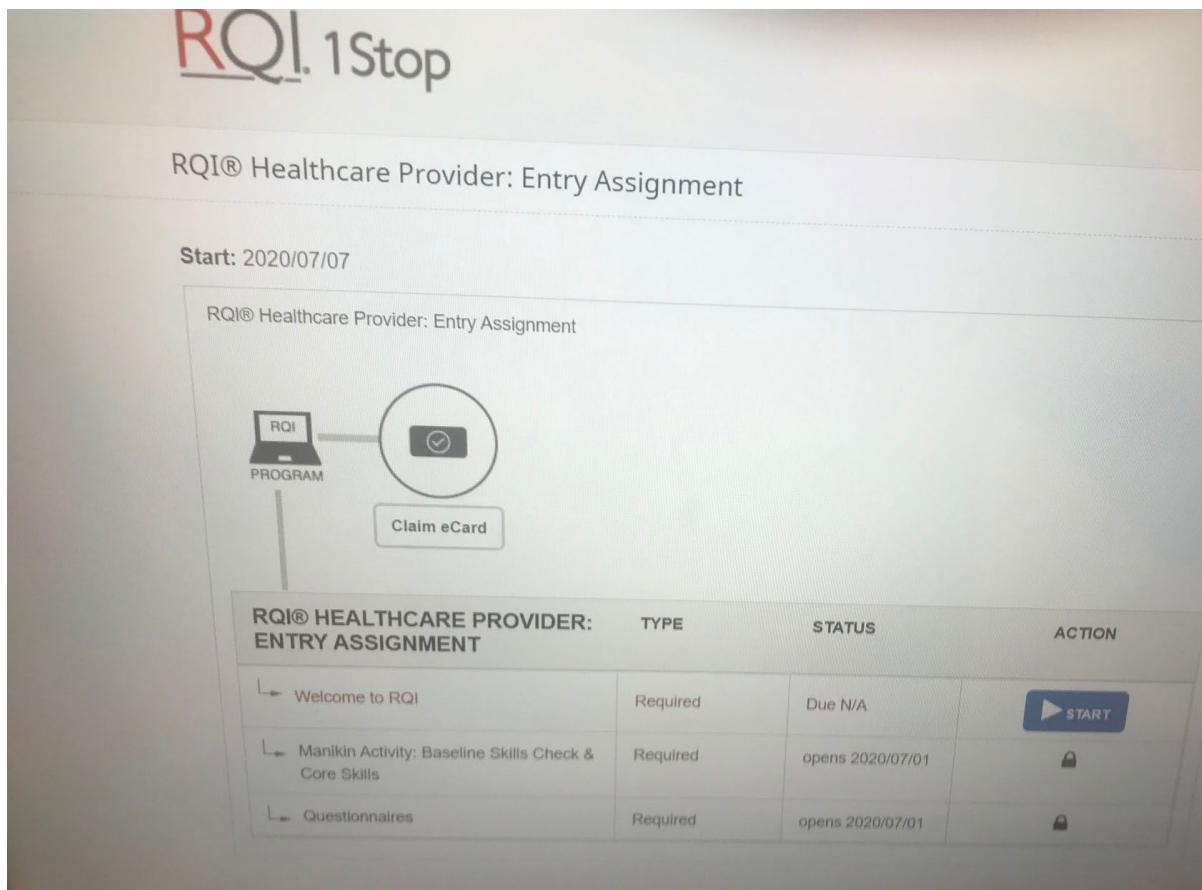 RQI. 1Stop
RQI® Healthcare Provider: Entry Assignment
Start: 2020/07/07
RQI® Healthcare Provider: Entry Assignment
RQI
PROGRAM
Claim eCard
RQI® HEALTHCARE PROVIDER:
ENTRY ASSIGNMENT
TYPE
STATUS
ACTION
Welcome to RQI
Required
Due N/A
START
Manikin Activity: Baseline Skills Check &
Core Skills
Required
opens 2020/07/01
Questionnaires
Required
opens 2020/07/01